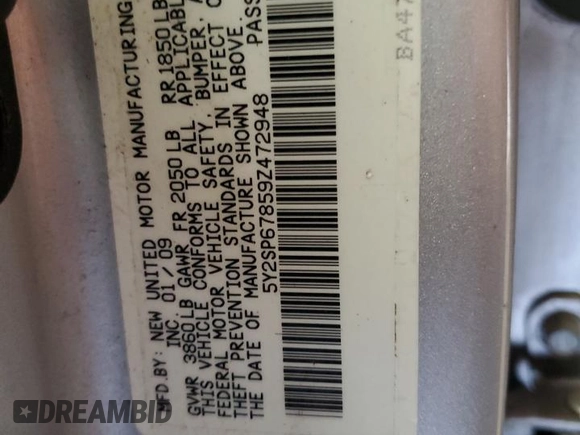 MFD BY: NEW UNITED MOTOR MANUFACTURING
INC. 01/09
GVWR 3860LB GAWR FR 2050LB RR 1850LB
THIS VEHICLE CONFORMS TO ALL APPLICABLE
FEDERAL MOTOR VEHICLE SAFETY, BUMPER,
THEFT PREVENTION STANDARDS IN EFFECT
THE DATE OF MANUFACTURE SHOWN ABOVE.
5Y2SP67859Z472948 PASS
BA47
DREAMBID